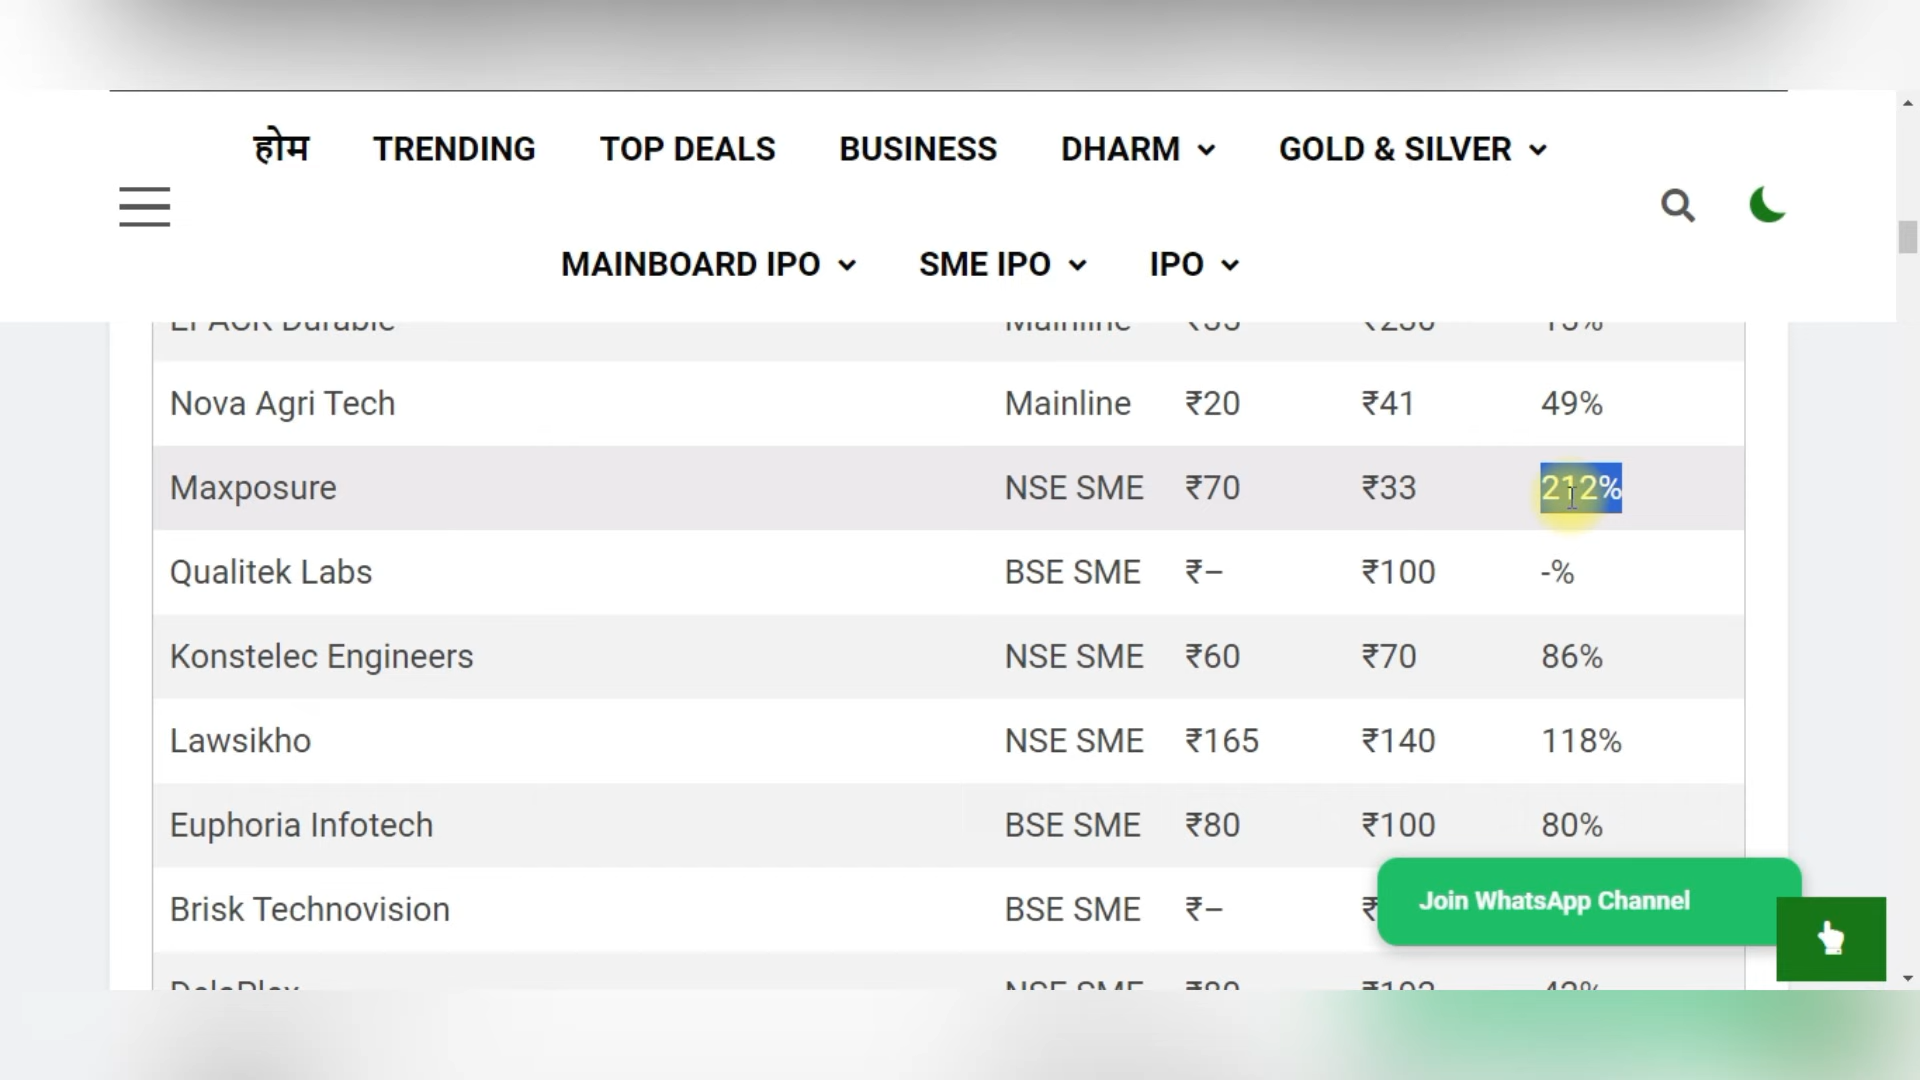 होम TRENDING TOP DEALS BUSINESS DHARM GOLD & SILVER
MAINBOARD IPO SME IPO IPO
Nova Agri Tech Mainline ₹20 ₹41 49%
Maxposure NSE SME ₹70 ₹33 212%
Qualitek Labs BSE SME ₹– ₹100 -%
Konstelec Engineers NSE SME ₹60 ₹70 86%
Lawsikho NSE SME ₹165 ₹140 118%
Euphoria Infotech BSE SME ₹80 ₹100 80%
Brisk Technovision BSE SME ₹– ₹
Join WhatsApp Channel